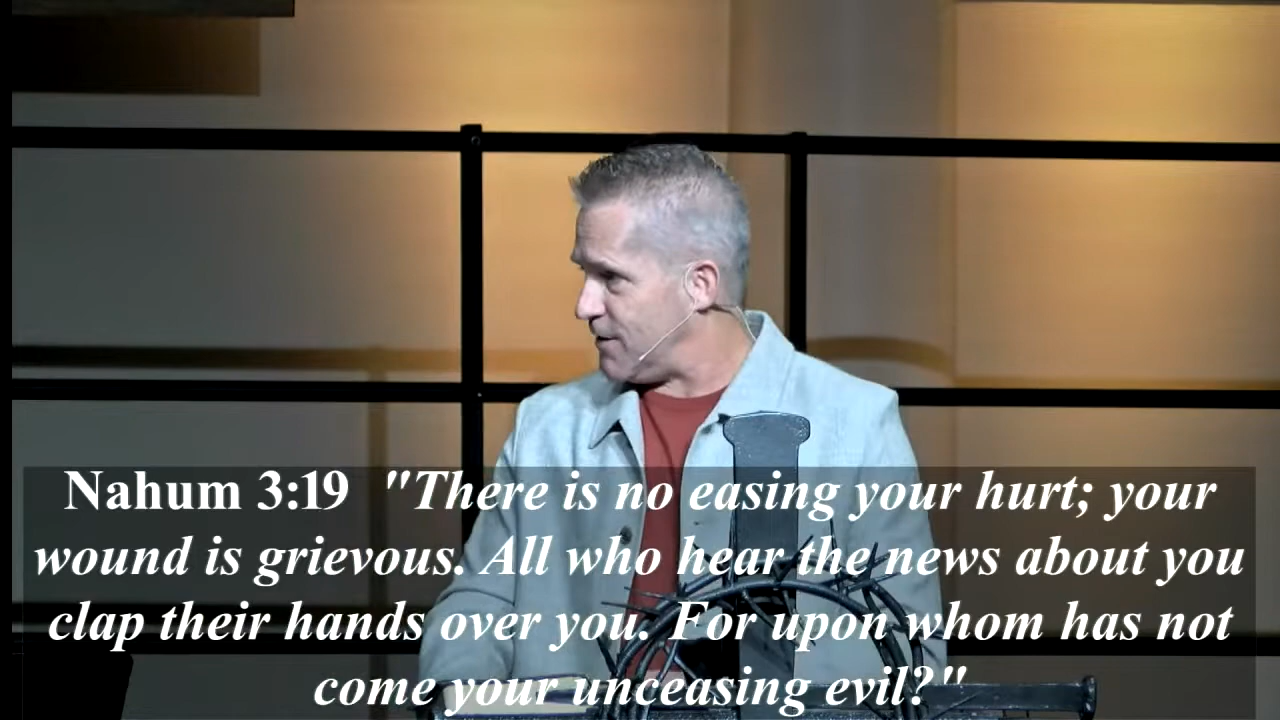 Nahum 3:19 "There is no easing your hurt; your
wound is grievous. All who hear the news about you
clap their hands over you. For upon whom has not
come your unceasing evil?"